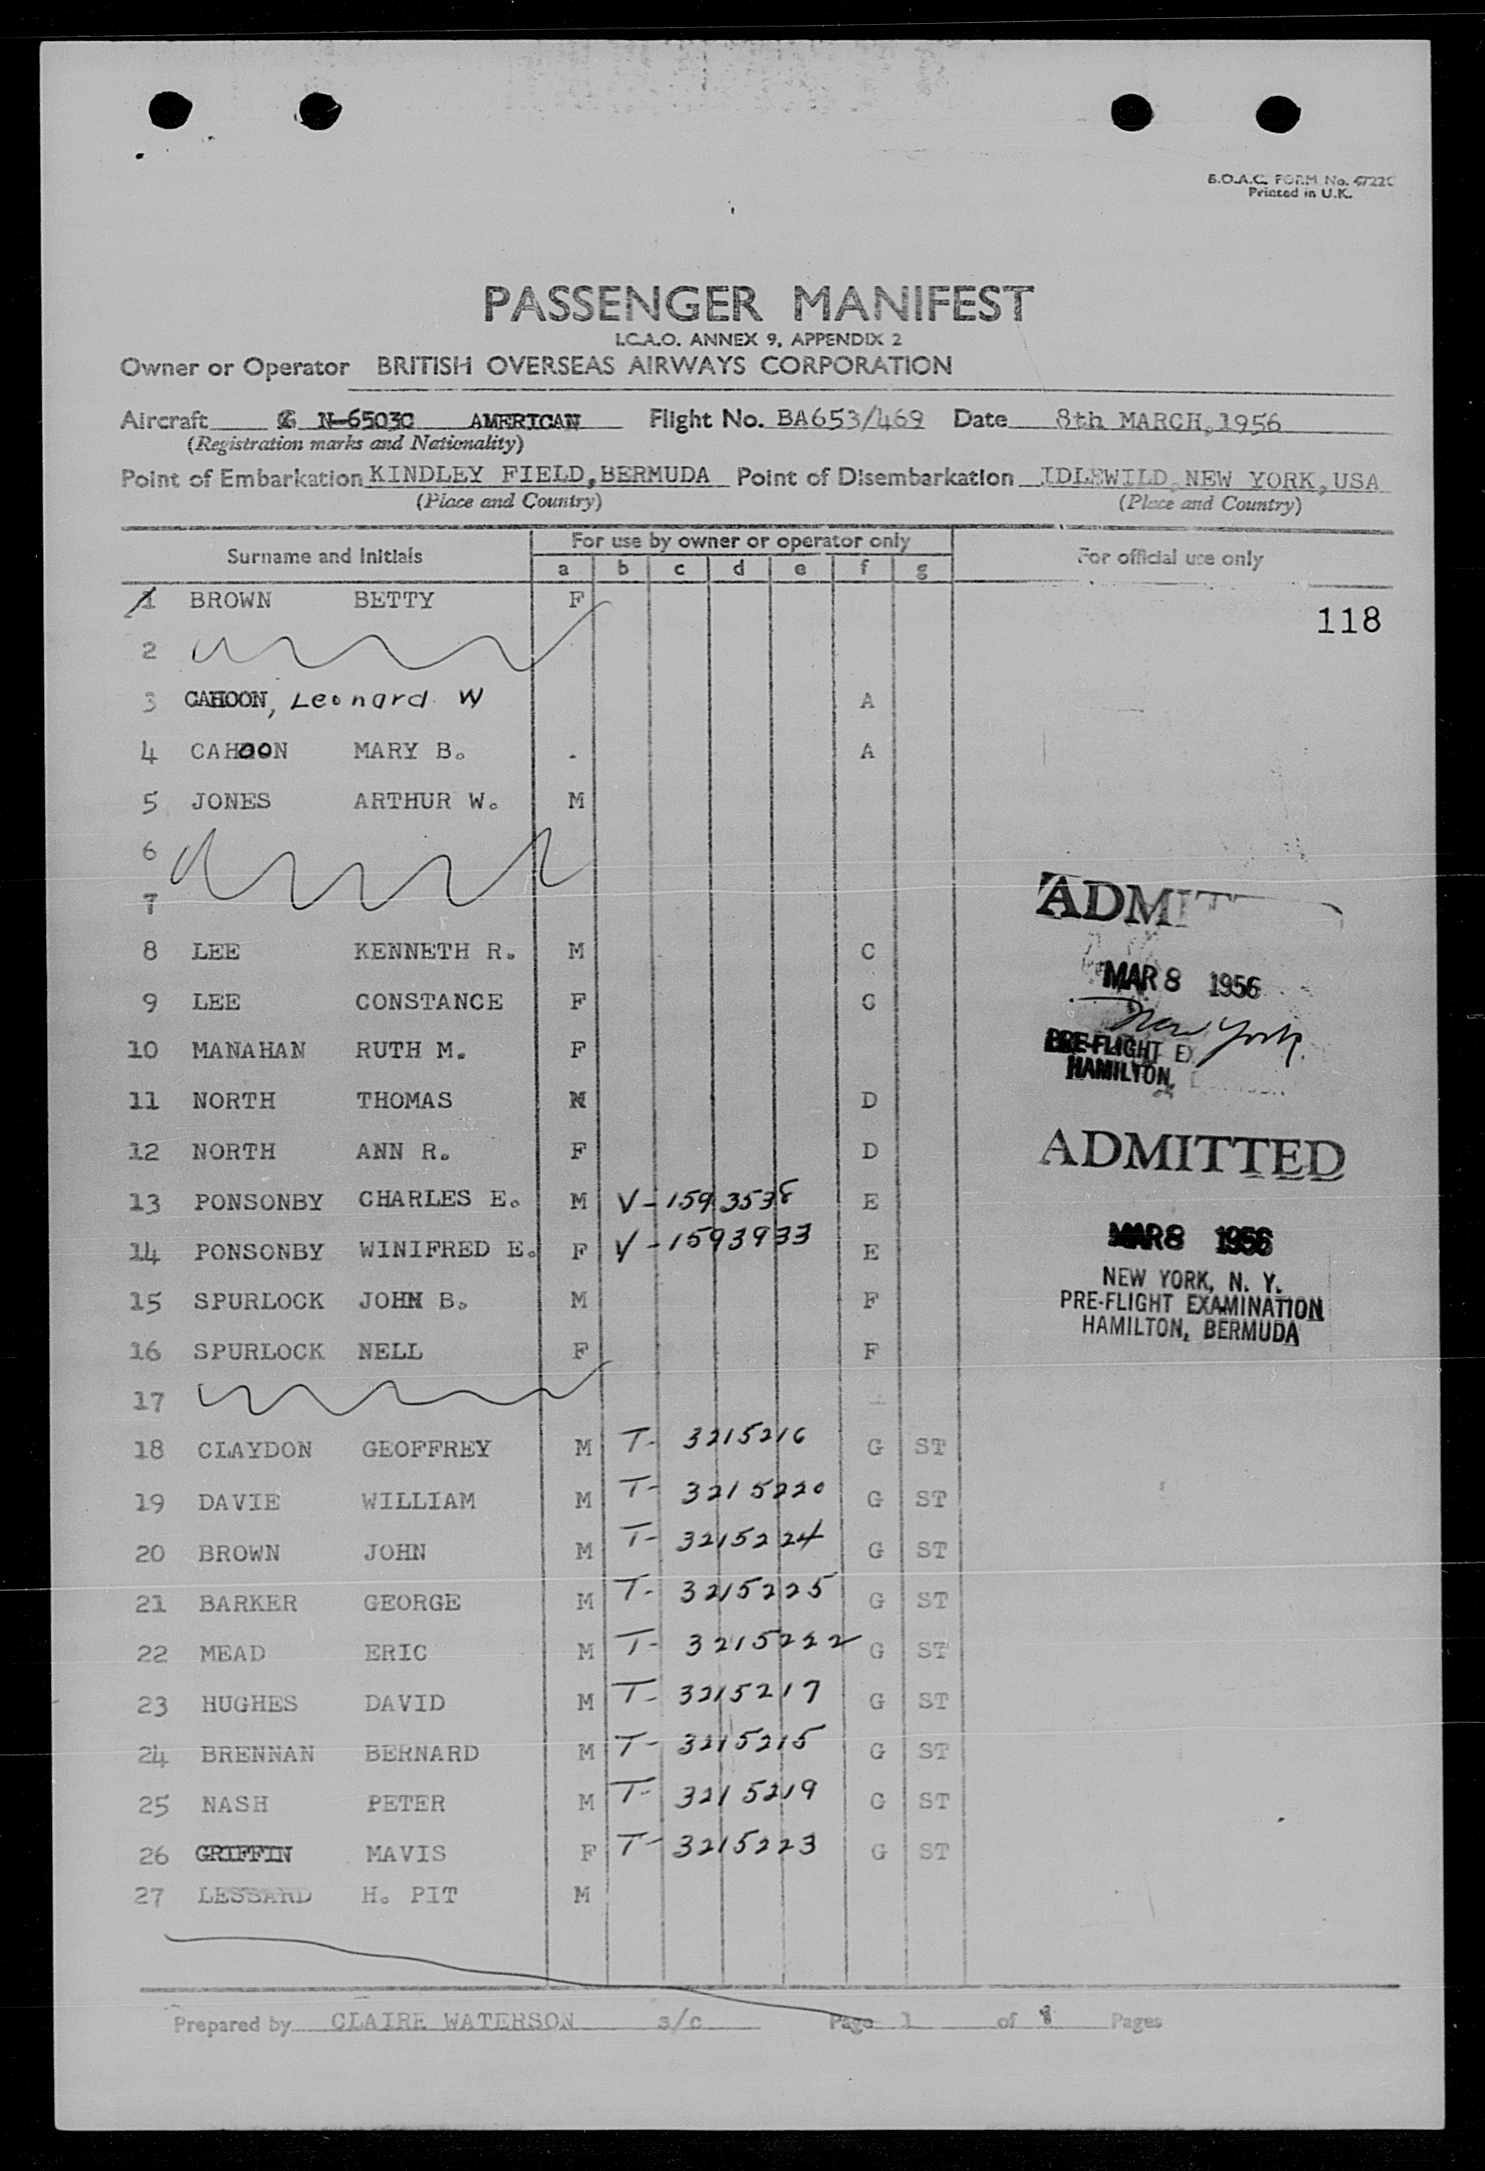 B.O.A.C. FORM No. 6722C
Printed in U.K.
PASSENGER MANIFEST
I.C.A.O. ANNEX 9, APPENDIX 2
Owner or Operator BRITISH OVERSEAS AIRWAYS CORPORATION
Aircraft N-6503C AMERICAN Flight No. BA653/469 Date 8th MARCH, 1956
(Registration marks and Nationality)
Point of Embarkation KINDLEY FIELD, BERMUDA Point of Disembarkation IDLEWILD, NEW YORK, USA
(Place and Country) (Place and Country)
Surname and Initials For use by owner or operator only For official use only
a b c d e f g
1 BROWN BETTY F
118
2
3 CAHOON, Leonard W A
4 CAHOON MARY B. A
5 JONES ARTHUR W. M
6
7
8 LEE KENNETH R. M C
9 LEE CONSTANCE F C
10 MANAHAN RUTH M. F
11 NORTH THOMAS M D
12 NORTH ANN R. F D
13 PONSONBY CHARLES E. M V-1593538 E
14 PONSONBY WINIFRED E. F V-1593933 E
15 SPURLOCK JOHN B. M F
16 SPURLOCK NELL F F
17
18 CLAYDON GEOFFREY M T- 3215216 G ST
19 DAVIE WILLIAM M T- 3215220 G ST
20 BROWN JOHN M T- 3215224 G ST
21 BARKER GEORGE M T- 3215225 G ST
22 MEAD ERIC M T- 3215222 G ST
23 HUGHES DAVID M T- 3215217 G ST
24 BRENNAN BERNARD M T- 3215215 G ST
25 NASH PETER M T- 3215219 G ST
26 GRIFFIN MAVIS F T- 3215223 G ST
27 LESSARD H. PIT M
ADMIT
MAR 8 1956
New York
PRE-FLIGHT EX
HAMILTON,
ADMITTED
MAR 8 1956
NEW YORK, N. Y.
PRE-FLIGHT EXAMINATION
HAMILTON, BERMUDA
Prepared by CLAIRE WATERSON s/c Page 1 of 1 Pages